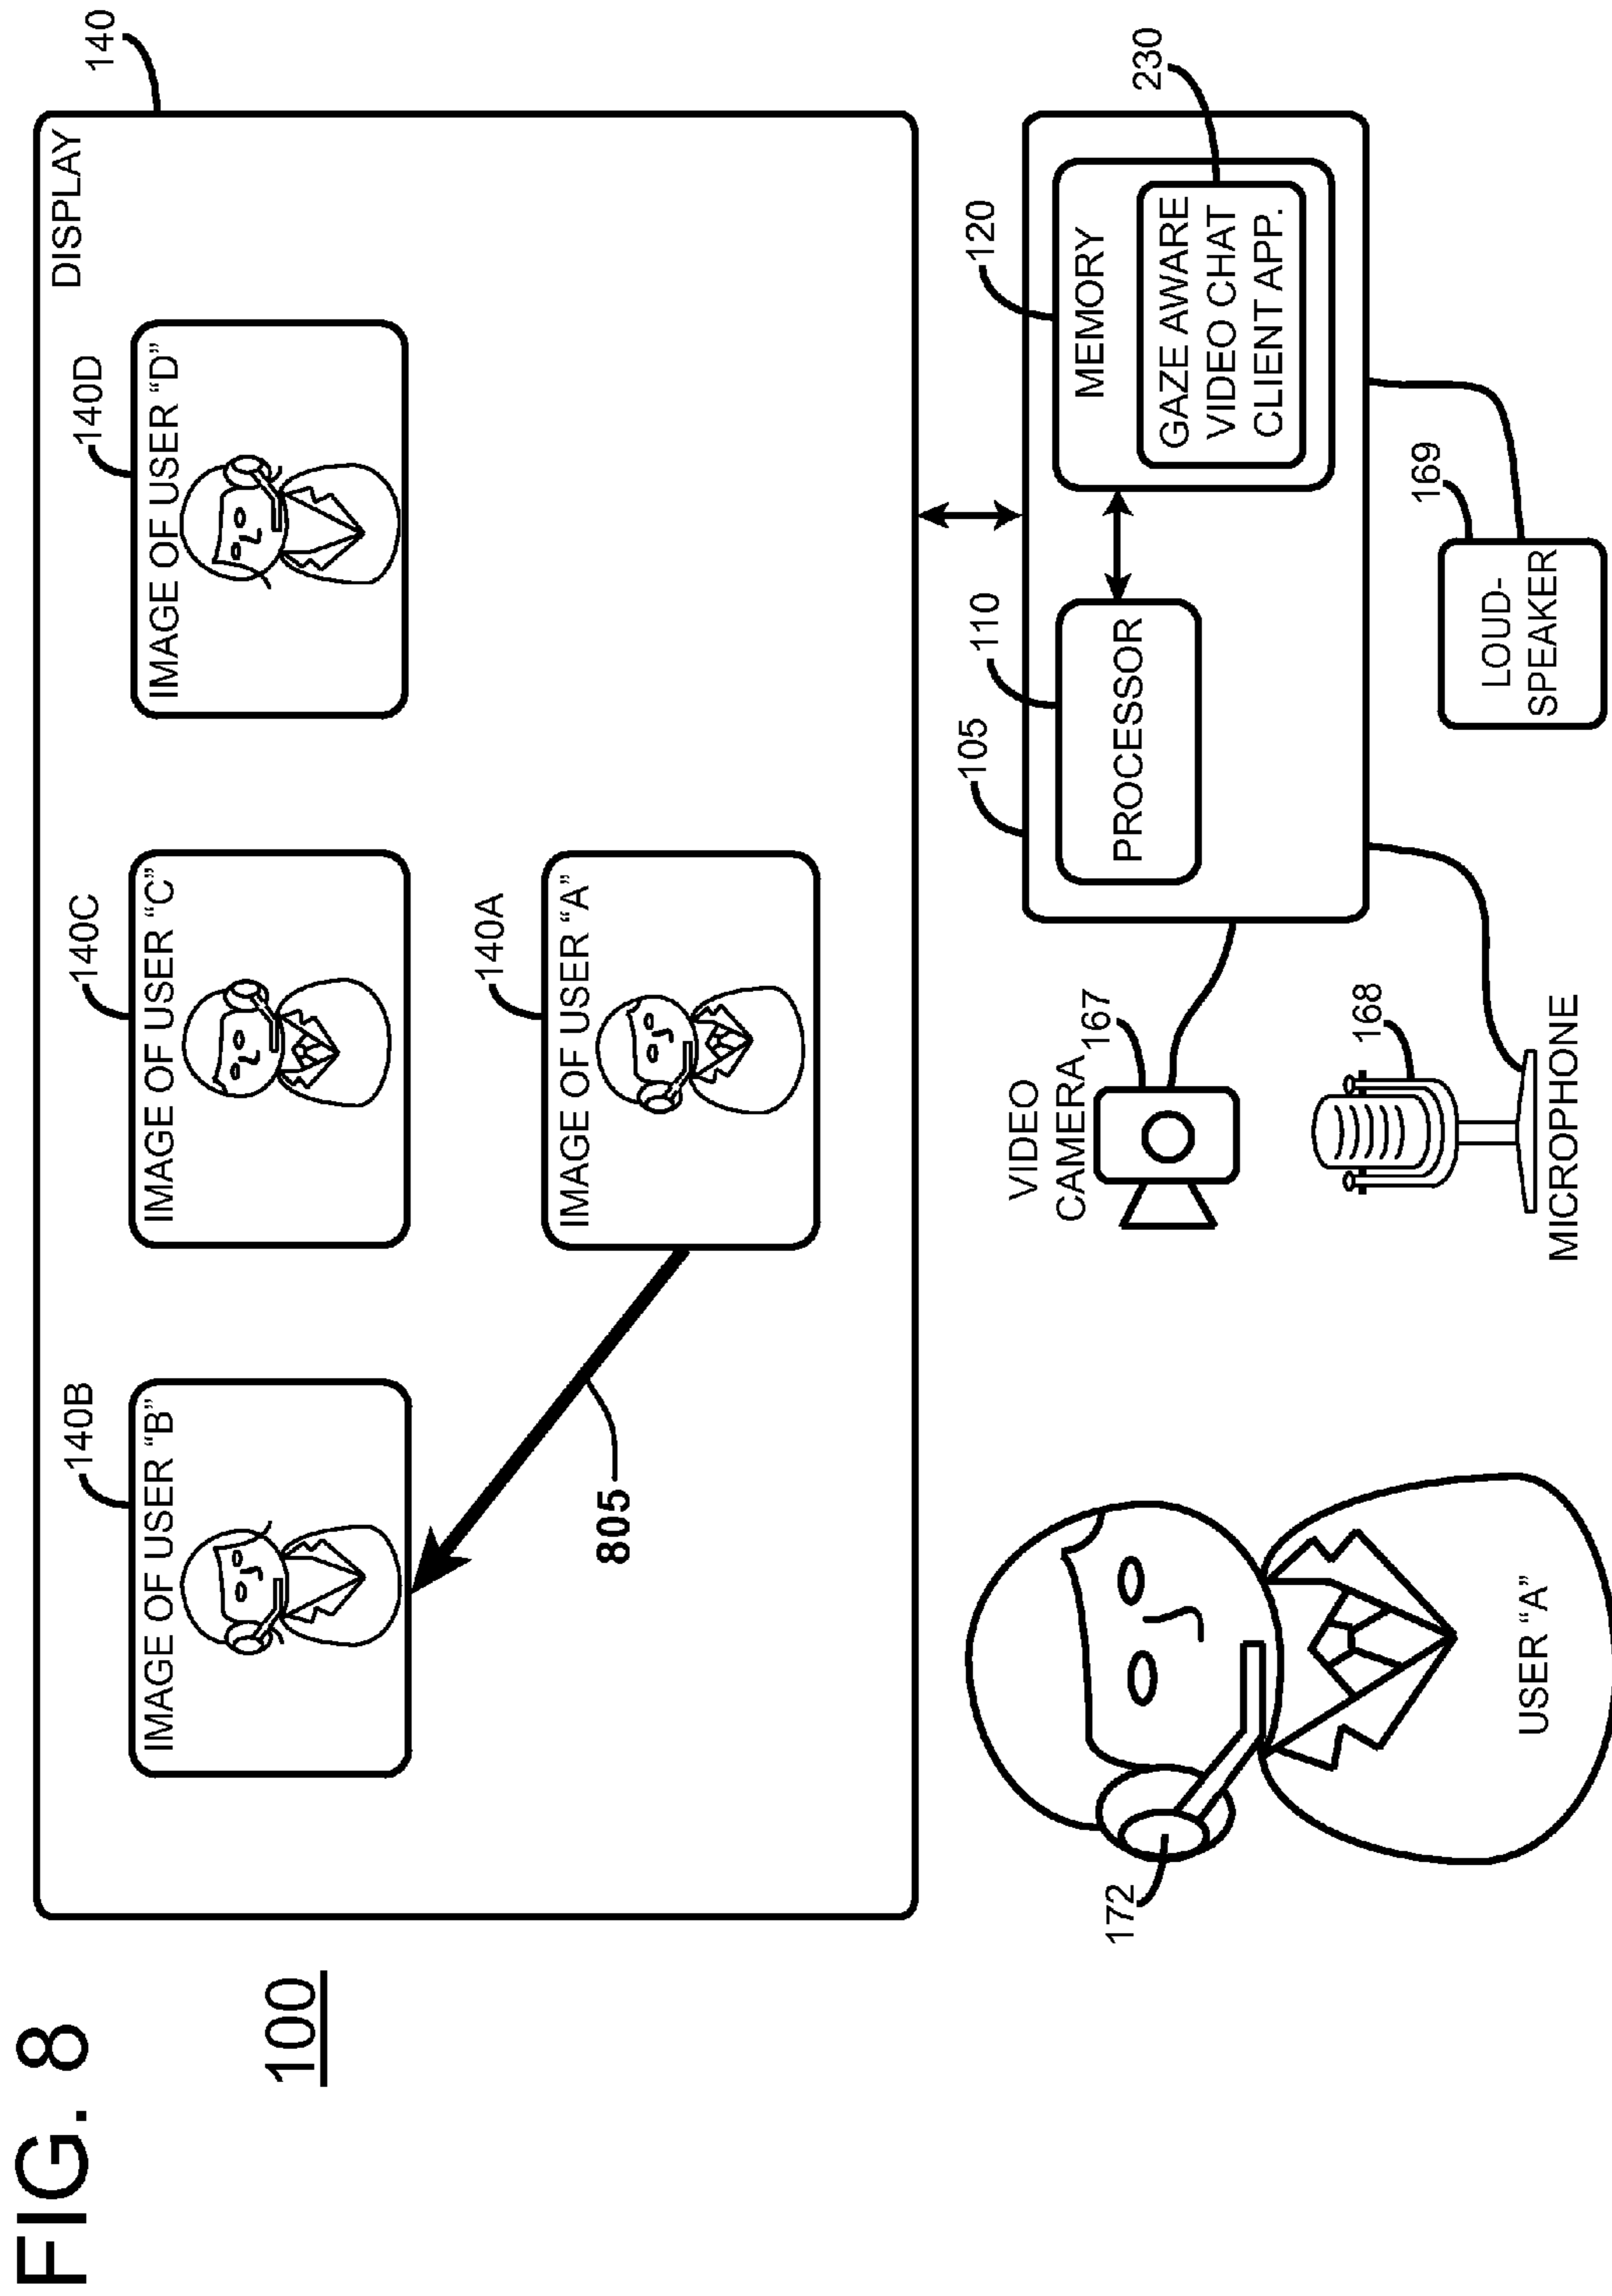 FIG. 8
100
140
DISPLAY
140B
IMAGE OF USER “B”
140C
IMAGE OF USER “C”
140D
IMAGE OF USER “D”
140A
IMAGE OF USER “A”
805
172
USER “A”
VIDEO
CAMERA
167
168
MICROPHONE
105
110
PROCESSOR
120
MEMORY
230
GAZE AWARE
VIDEO CHAT
CLIENT APP.
169
LOUD-
SPEAKER